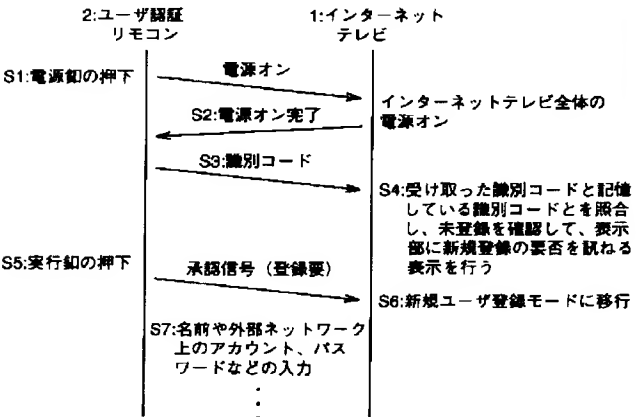 2:ユーザ認証
リモコン
1:インターネット
テレビ
S1:電源釦の押下
電源オン
インターネットテレビ全体の
電源オン
S2:電源オン完了
S3:識別コード
S4:受け取った識別コードと記憶
している識別コードとを照合
し、未登録を確認して、表示
部に新規登録の要否を訊ねる
表示を行う
S5:実行釦の押下
承認信号（登録要）
S6:新規ユーザ登録モードに移行
S7:名前や外部ネットワーク
上のアカウント、パス
ワードなどの入力